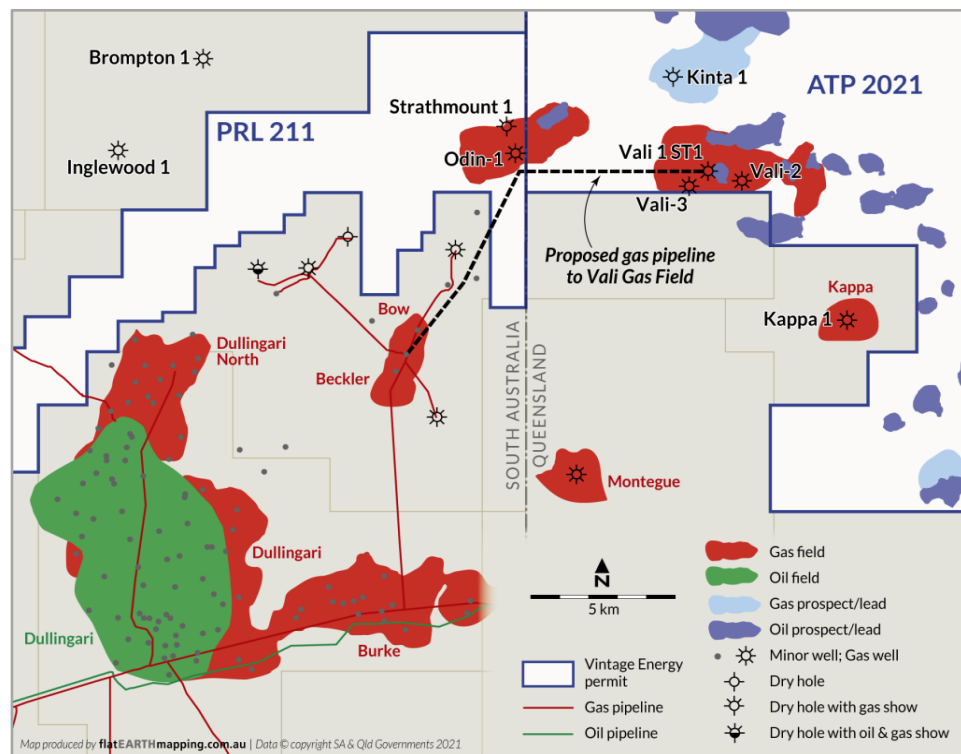 Brompton 1
Kinta 1
ATP 2021
Strathmount 1
PRL 211
Odin-1
Vali 1 ST1
Vali-2
Inglewood 1
Vali-3
Proposed gas pipeline
to Vali Gas Field
Kappa
Kappa 1
Bow
Beckler
Dullingari
North
SOUTH AUSTRALIA
QUEENSLAND
Montegue
Dullingari
Dullingari
Burke
N
5 km
Vintage Energy
permit
Gas pipeline
Oil pipeline
Gas field
Oil field
Gas prospect/lead
Oil prospect/lead
Minor well; Gas well
Dry hole
Dry hole with gas show
Dry hole with oil & gas show
Map produced by flatEARTHmapping.com.au | Data © copyright SA & Qld Governments 2021